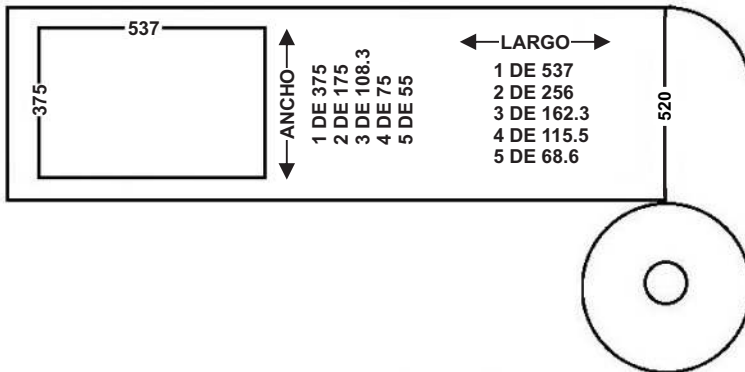 537
375
ANCHO
1 DE 375
2 DE 175
3 DE 108.3
4 DE 75
5 DE 55
LARGO
1 DE 537
2 DE 256
3 DE 162.3
4 DE 115.5
5 DE 68.6
520